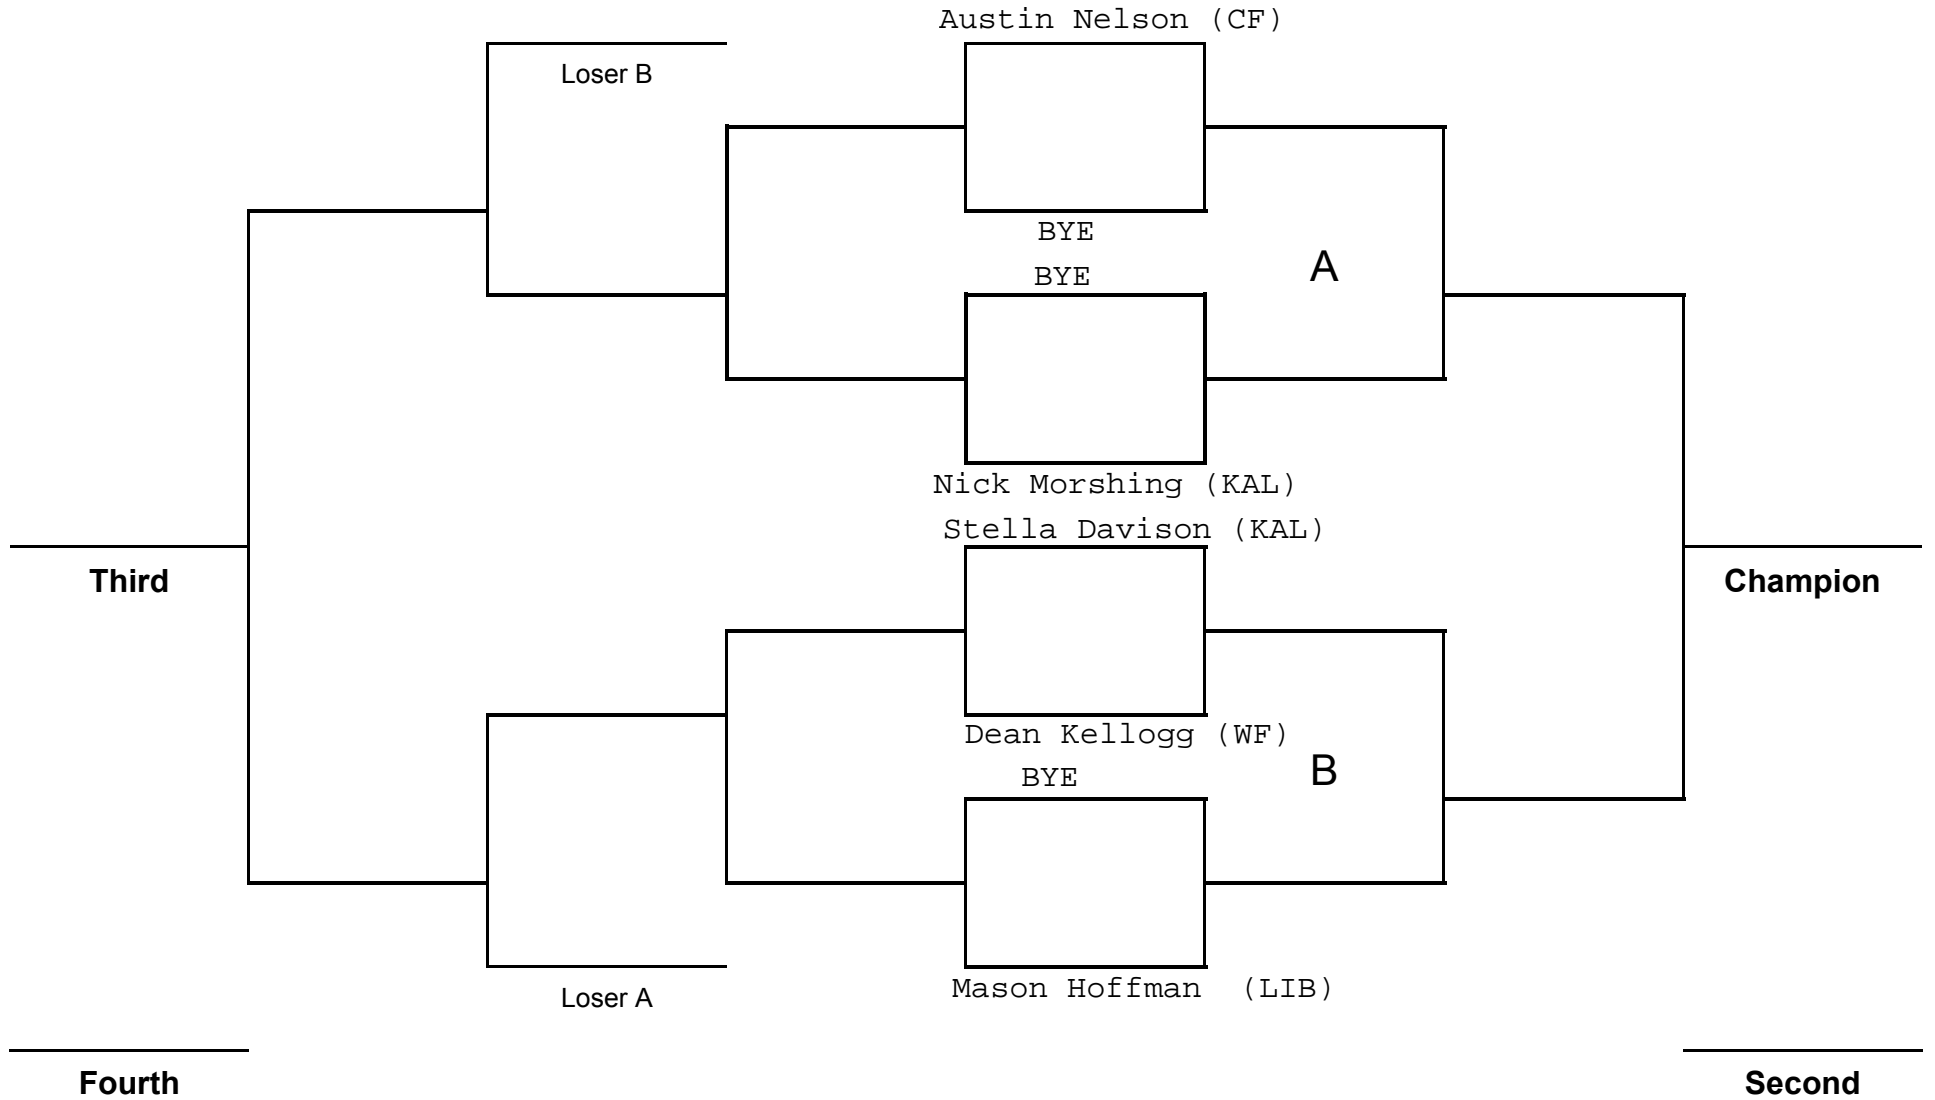 Austin Nelson (CF)
Loser B
BYE
A
BYE
Nick Morshing (KAL)
Stella Davison (KAL)
Third
Champion
Dean Kellogg (WF)
B
BYE
Mason Hoffman (LIB)
Loser A
Fourth
Second